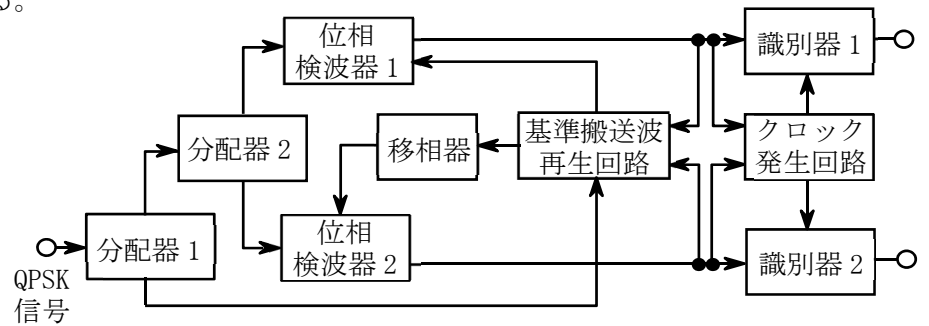 る。
位相
検波器 1
識別器 1
分配器 2
移相器
基準搬送波
再生回路
クロック
発生回路
分配器 1
位相
検波器 2
識別器 2
QPSK
信号